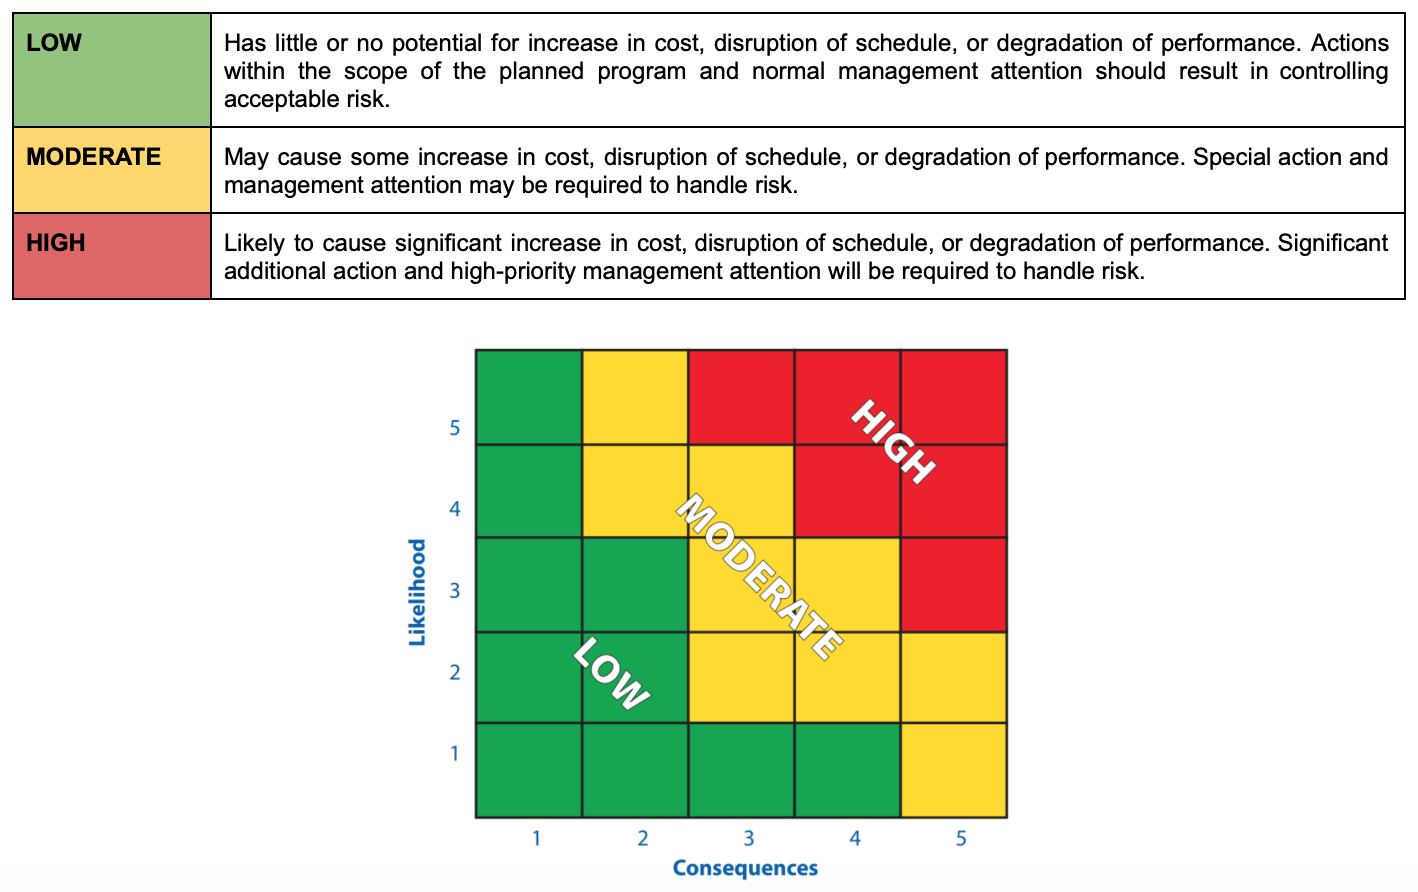 LOW
Has little or no potential for increase in cost, disruption of schedule, or degradation of performance. Actions
within the scope of the planned program and normal management attention should result in controlling
acceptable risk.
MODERATE
May cause some increase in cost, disruption of schedule, or degradation of performance. Special action and
management attention may be required to handle risk.
HIGH
Likely to cause significant increase in cost, disruption of schedule, or degradation of performance. Significant
additional action and high-priority management attention will be required to handle risk.
Likelihood
5
4
3
2
1
HIGH
MODERATE
LOW
1 2 3 4 5
Consequences